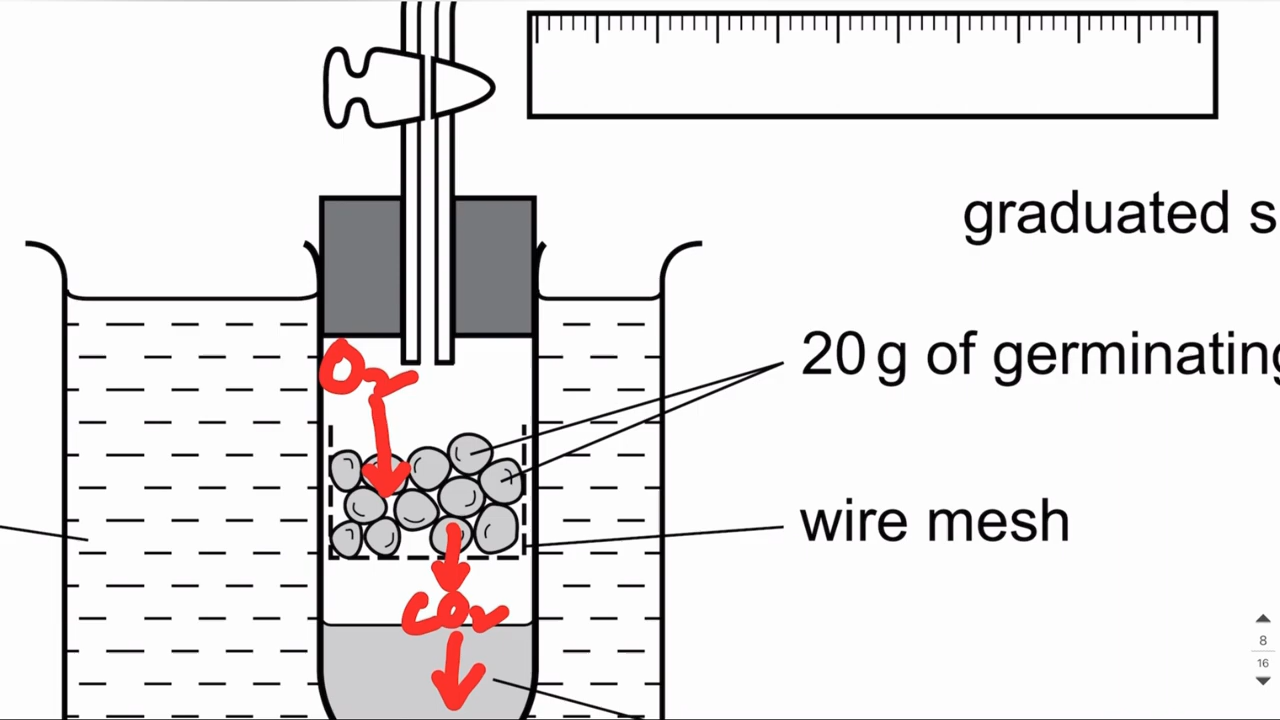 graduated s
O2
20 g of germinating
wire mesh
CO2
8
16